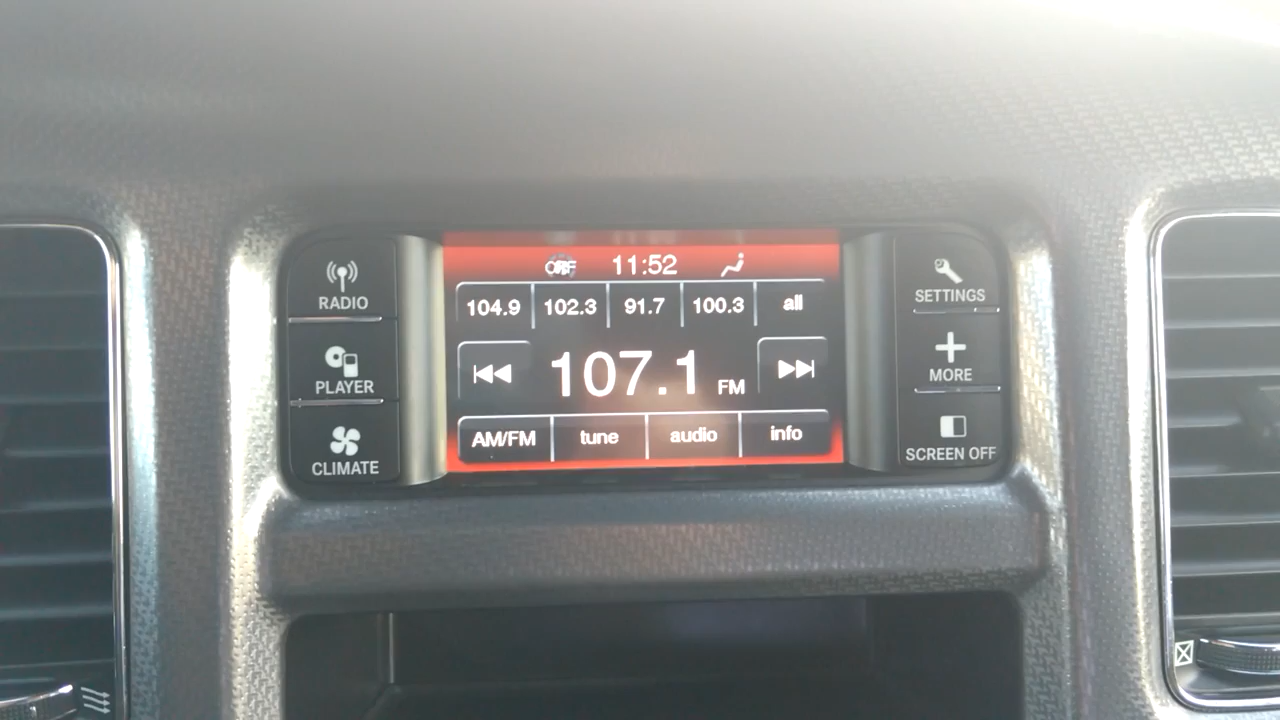 OFF 11:52
RADIO
PLAYER
CLIMATE
104.9 102.3 91.7 100.3 all
107.1 FM
AM/FM tune audio info
SETTINGS
MORE
SCREEN OFF